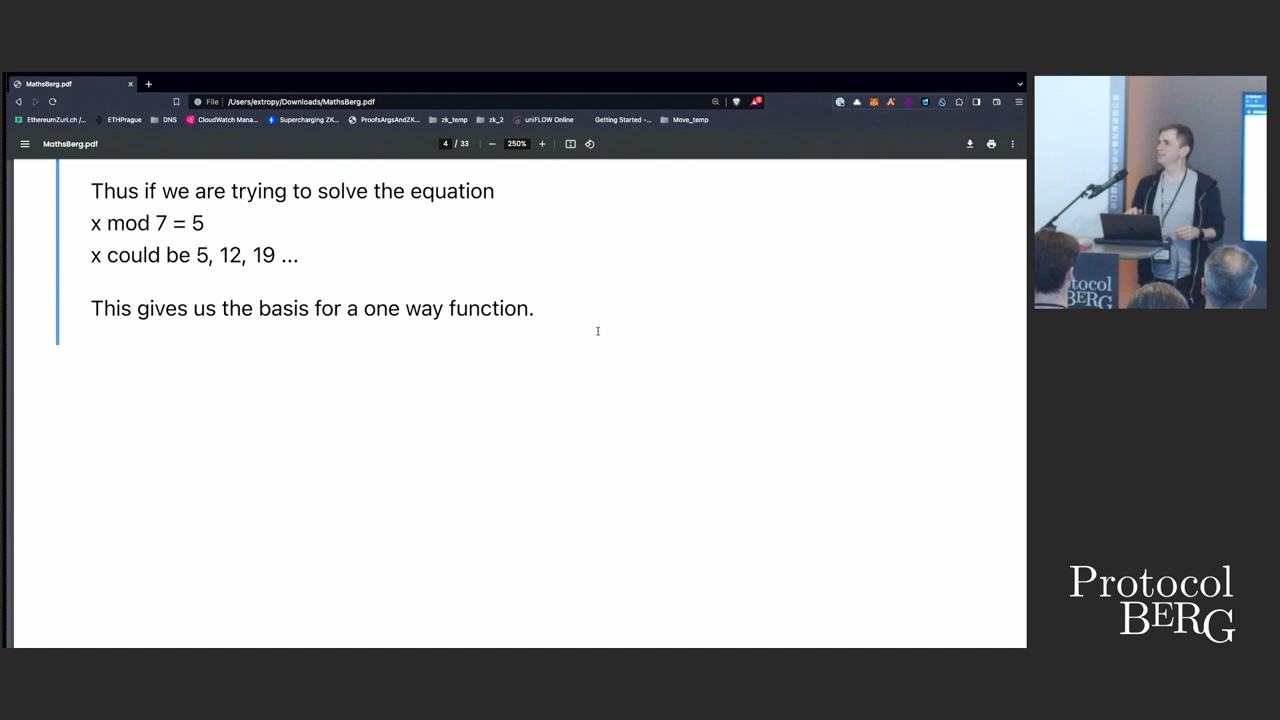 MathsBerg.pdf
File
/Users/extropy/Downloads/MathsBerg.pdf
EthereumZuri.ch /...
ETHPrague
DNS
CloudWatch Mana...
Supercharging ZK...
ProofsArgsAndZK...
zk_temp
zk_2
uniFLOW Online
Getting Started -...
Move_temp
MathsBerg.pdf
4 / 33
250%
Thus if we are trying to solve the equation
x mod 7 = 5
x could be 5, 12, 19 ...
This gives us the basis for a one way function.
tocol
BERG
Protocol
BERG